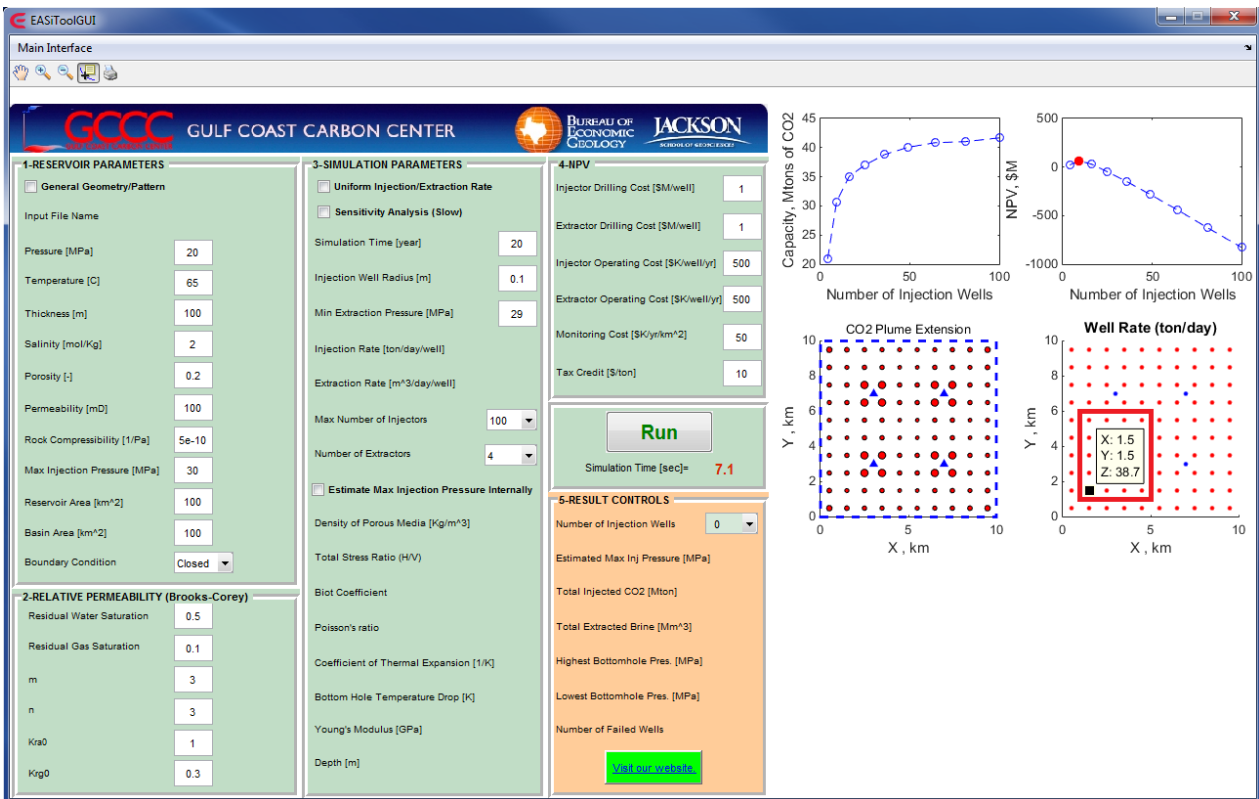 EASiToolGUI
Main Interface
GCCC GULF COAST CARBON CENTER
BUREAU OF
ECONOMIC
GEOLOGY
JACKSON
SCHOOL OF GEOSCIENCES
1-RESERVOIR PARAMETERS
General Geometry/Pattern
Input File Name
Pressure [MPa] 20
Temperature [C] 65
Thickness [m] 100
Salinity [mol/Kg] 2
Porosity [-] 0.2
Permeability [mD] 100
Rock Compressibility [1/Pa] 5e-10
Max Injection Pressure [MPa] 30
Reservoir Area [km^2] 100
Basin Area [km^2] 100
Boundary Condition Closed
2-RELATIVE PERMEABILITY (Brooks-Corey)
Residual Water Saturation 0.5
Residual Gas Saturation 0.1
m 3
n 3
Kra0 1
Krg0 0.3
3-SIMULATION PARAMETERS
Uniform Injection/Extraction Rate
Sensitivity Analysis (Slow)
Simulation Time [year] 20
Injection Well Radius [m] 0.1
Min Extraction Pressure [MPa] 29
Injection Rate [ton/day/well]
Extraction Rate [m^3/day/well]
Max Number of Injectors 100
Number of Extractors 4
Estimate Max Injection Pressure Internally
Density of Porous Media [Kg/m^3]
Total Stress Ratio (H/V)
Biot Coefficient
Poisson's ratio
Coefficient of Thermal Expansion [1/K]
Bottom Hole Temperature Drop [K]
Young's Modulus [GPa]
Depth [m]
4-NPV
Injector Drilling Cost [$M/well] 1
Extractor Drilling Cost [$M/well] 1
Injector Operating Cost [$K/well/yr] 500
Extractor Operating Cost [$K/well/yr] 500
Monitoring Cost [$K/yr/km^2] 50
Tax Credit [$/ton] 10
Run
Simulation Time [sec]= 7.1
5-RESULT CONTROLS
Number of Injection Wells 0
Estimated Max Inj Pressure [MPa]
Total Injected CO2 [Mton]
Total Extracted Brine [Mm^3]
Highest Bottomhole Pres. [MPa]
Lowest Bottomhole Pres. [MPa]
Number of Failed Wells
Visit our website.
Capacity, Mtons of CO2
45
40
35
30
25
20
0 50 100
Number of Injection Wells
NPV, $M
500
0
-500
-1000
0 50 100
Number of Injection Wells
CO2 Plume Extension
Y , km
10
8
6
4
2
0
0 5 10
X , km
Well Rate (ton/day)
Y , km
10
8
6
4
2
0
X: 1.5
Y: 1.5
Z: 38.7
0 5 10
X , km